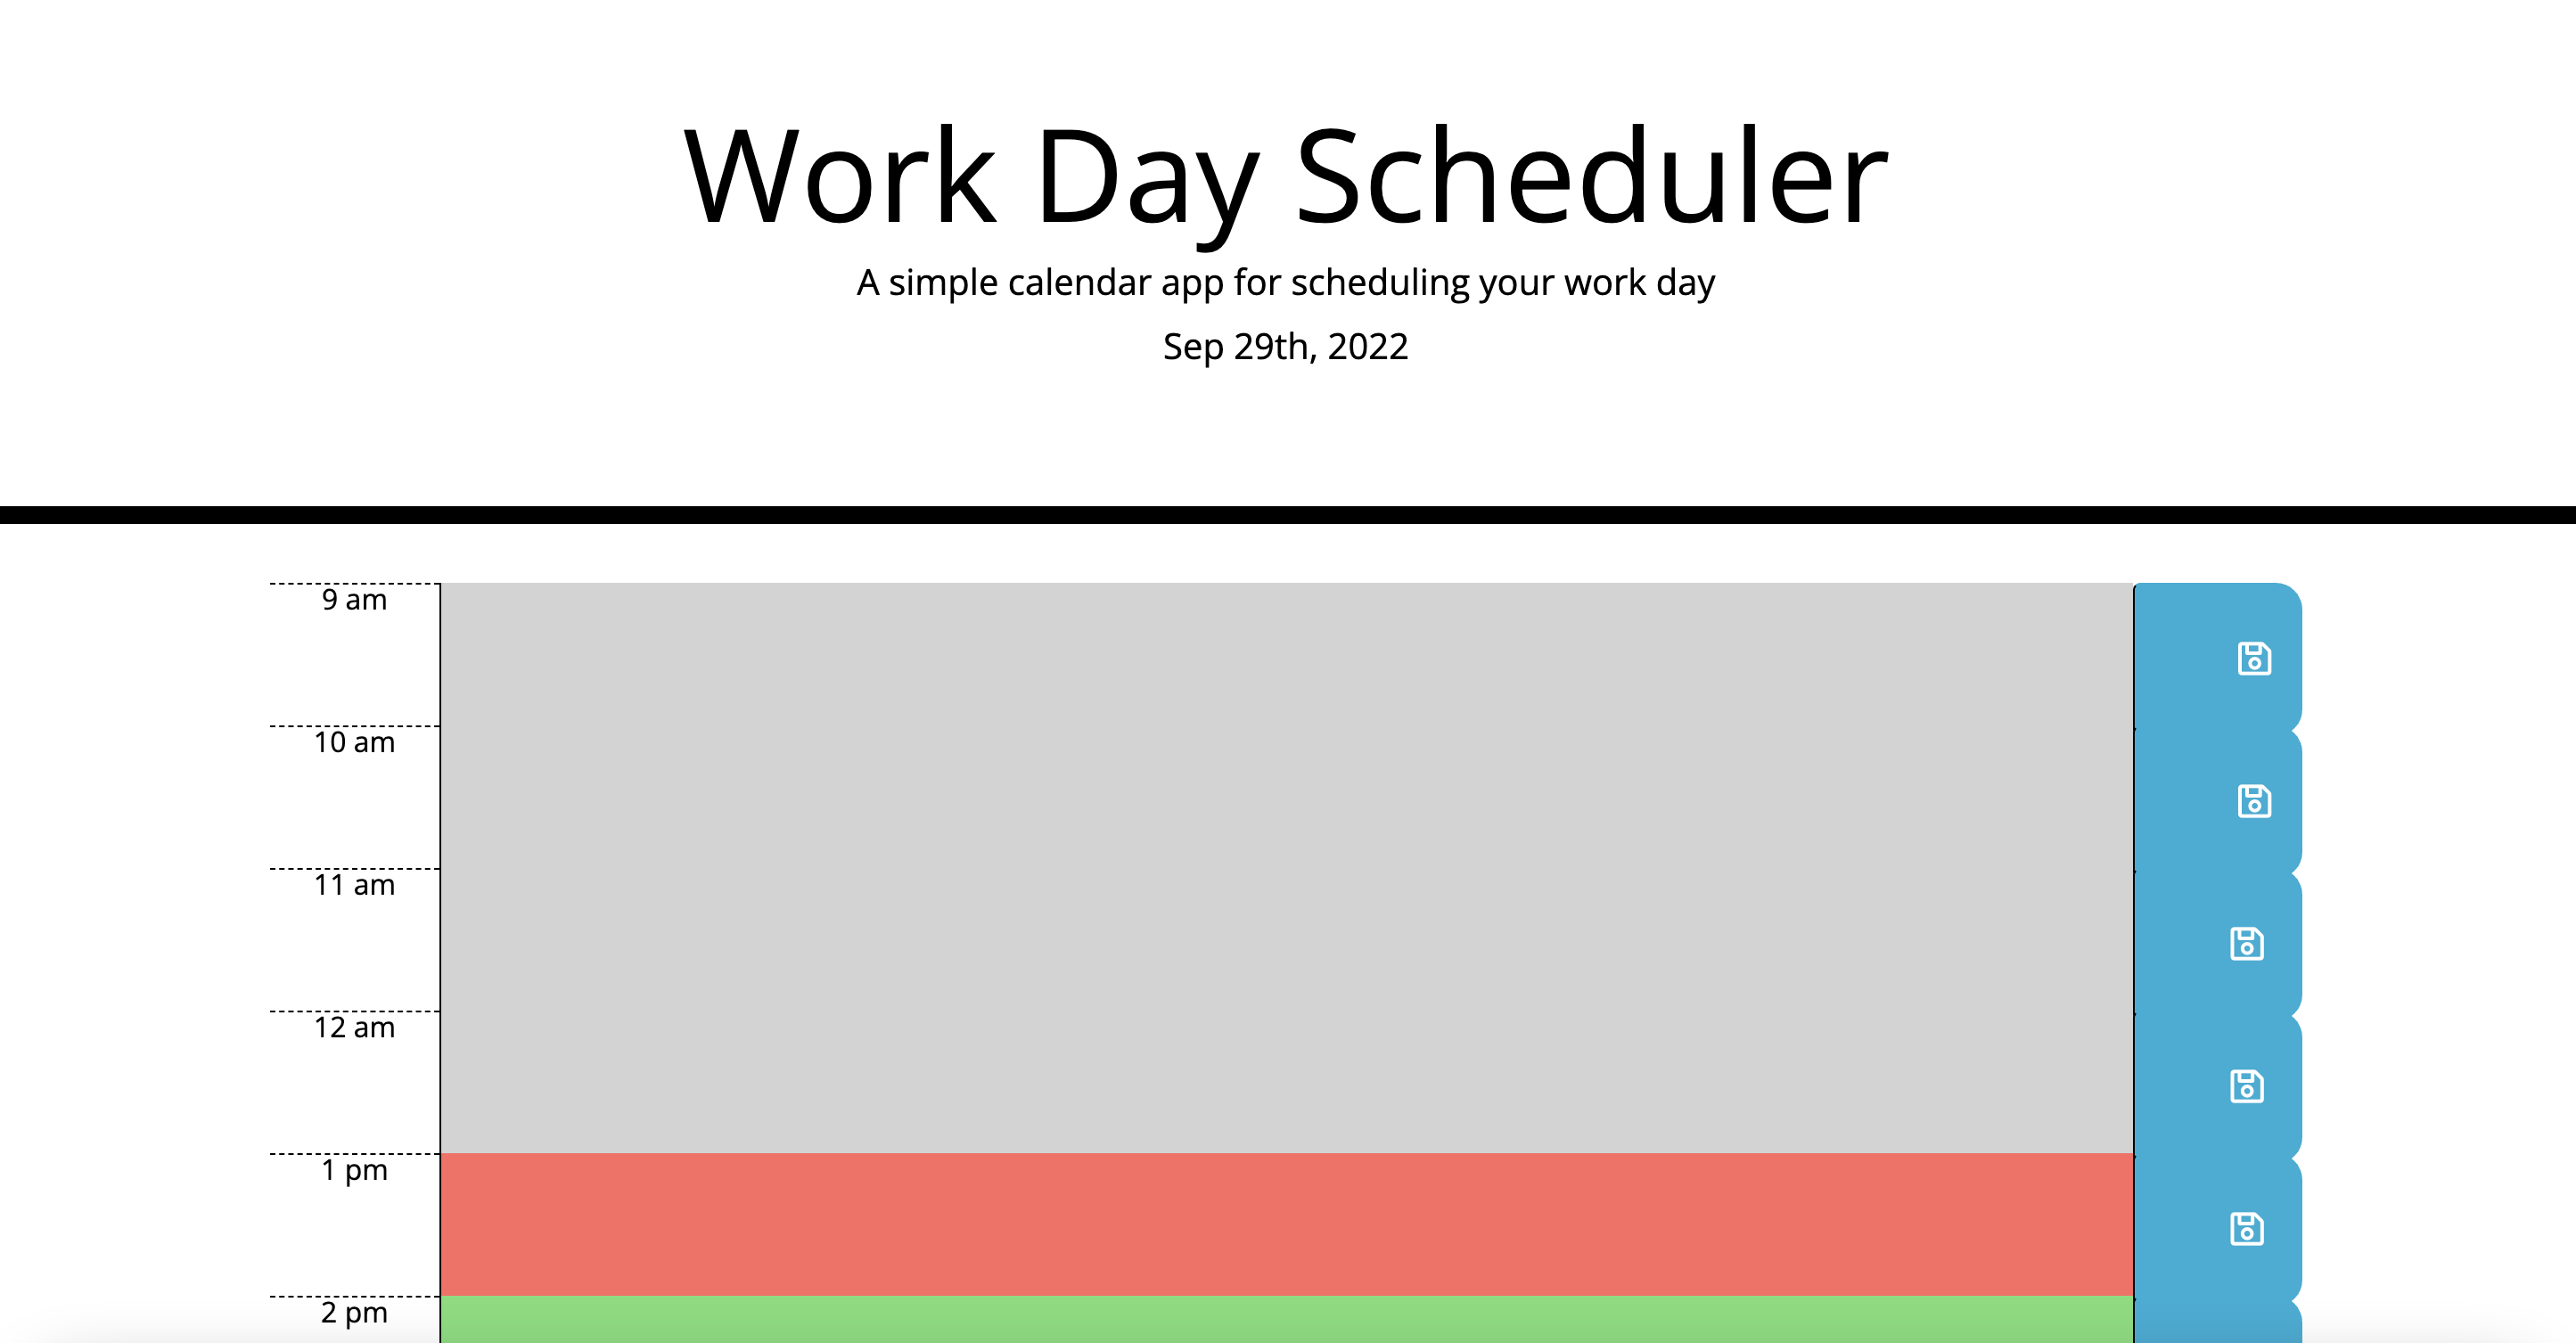 Work Day Scheduler
A simple calendar app for scheduling your work day
Sep 29th, 2022
9 am
10 am
11 am
12 am
1 pm
2 pm